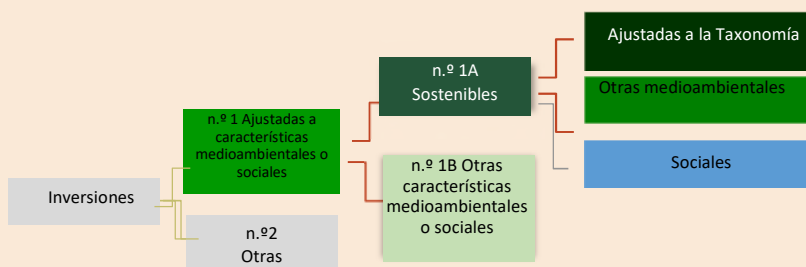 Inversiones
n.º 1 Ajustadas a
características
medioambientales o
sociales
n.º2
Otras
n.º 1A
Sostenibles
n.º 1B Otras
características
medioambientales
o sociales
Ajustadas a la Taxonomía
Otras medioambientales
Sociales